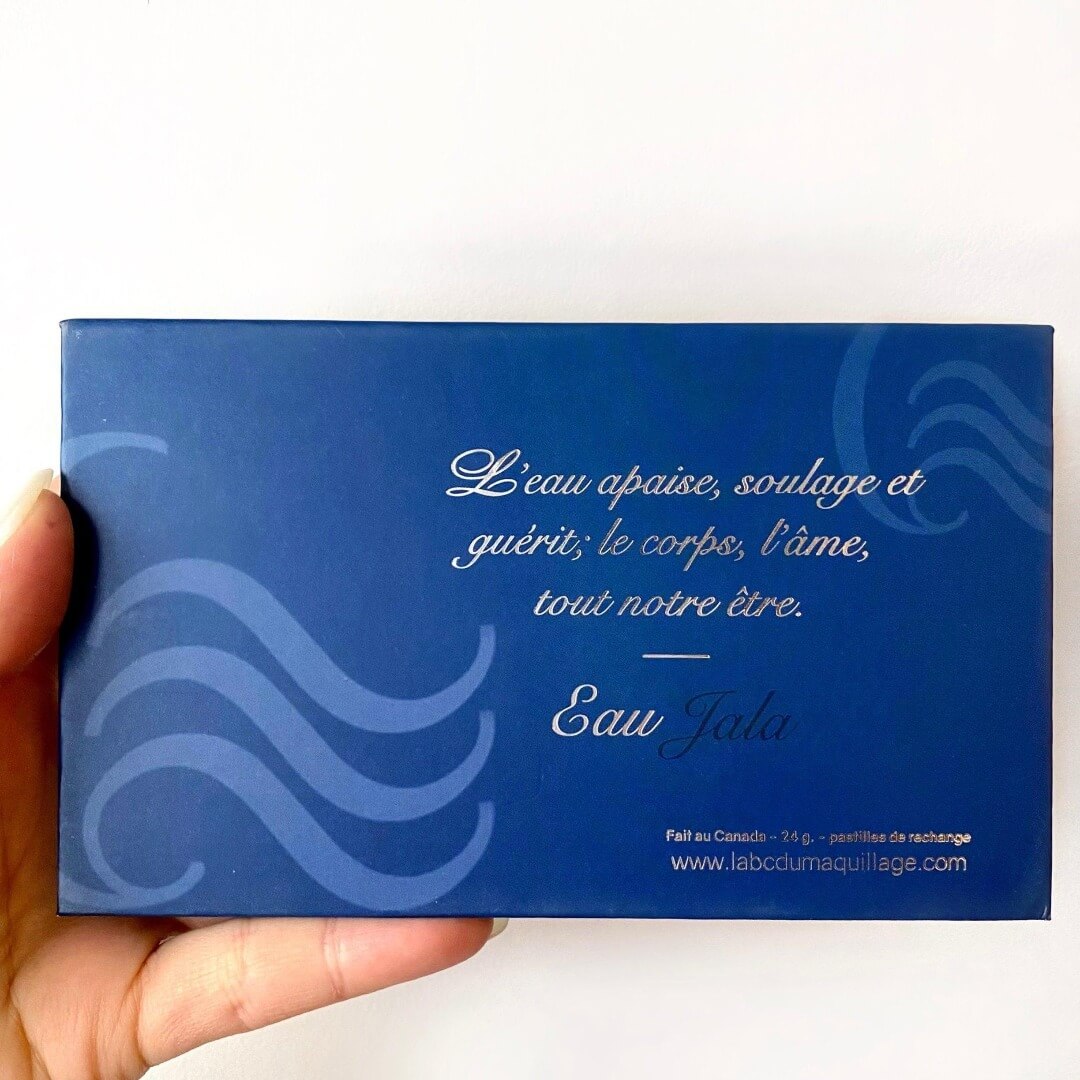 L'eau apaise, soulage et
guérit; le corps, l'âme,
tout notre être.
Eau Jala
Fait au Canada - 24 g. - pastilles de rechange
www.labcdumaquillage.com